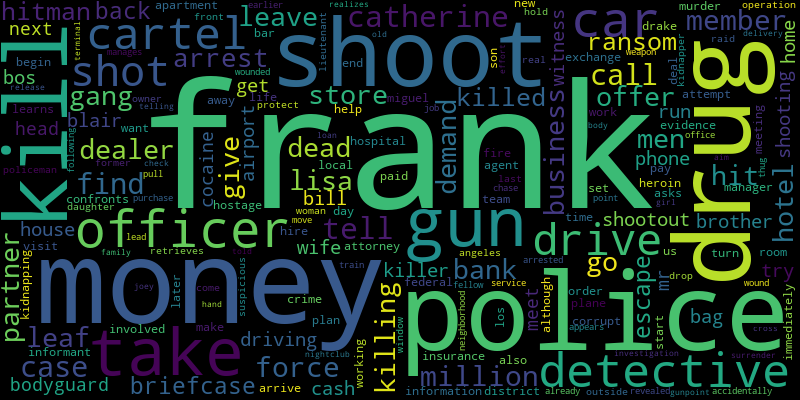 hitman back apartment front leave catherine earlier realizes new hold car murder operation
next cartel bar lieutenant drake member
begin shot arrest shoot son end real witness ransom raid delivery
bos terminal manages wounded exchange deal kidnapper home
kill gang store get owner telling away life protect help miguel job call men offer killed work attempt drug
learns head blair want frank demand run evidence shooting
policeman following dealer former check pull cocaine airport give hospital local dead fire agent last chase business phone body office meeting
find confronts lisa paid team pay set heroin asks aim thug hit manager
house daughter purchase hostage bill day woman move gun point girl shootout brother hotel
visit officer tell hire attorney wife angeles drive time us turn room
partner kidnapping lead retrieves family told arrested go mr drop try wound
money joey train killer bank federal fellow service escape
later suspicious come hand crime meet although order plane corrupt bag immediately
involved make plan los neighborhood police appears start cross
leaf take informant driving window killing insurance also investigation surrender
case force nightclub working million detective
bodyguard briefcase arrive cash information district already outside revealed gunpoint accidentally